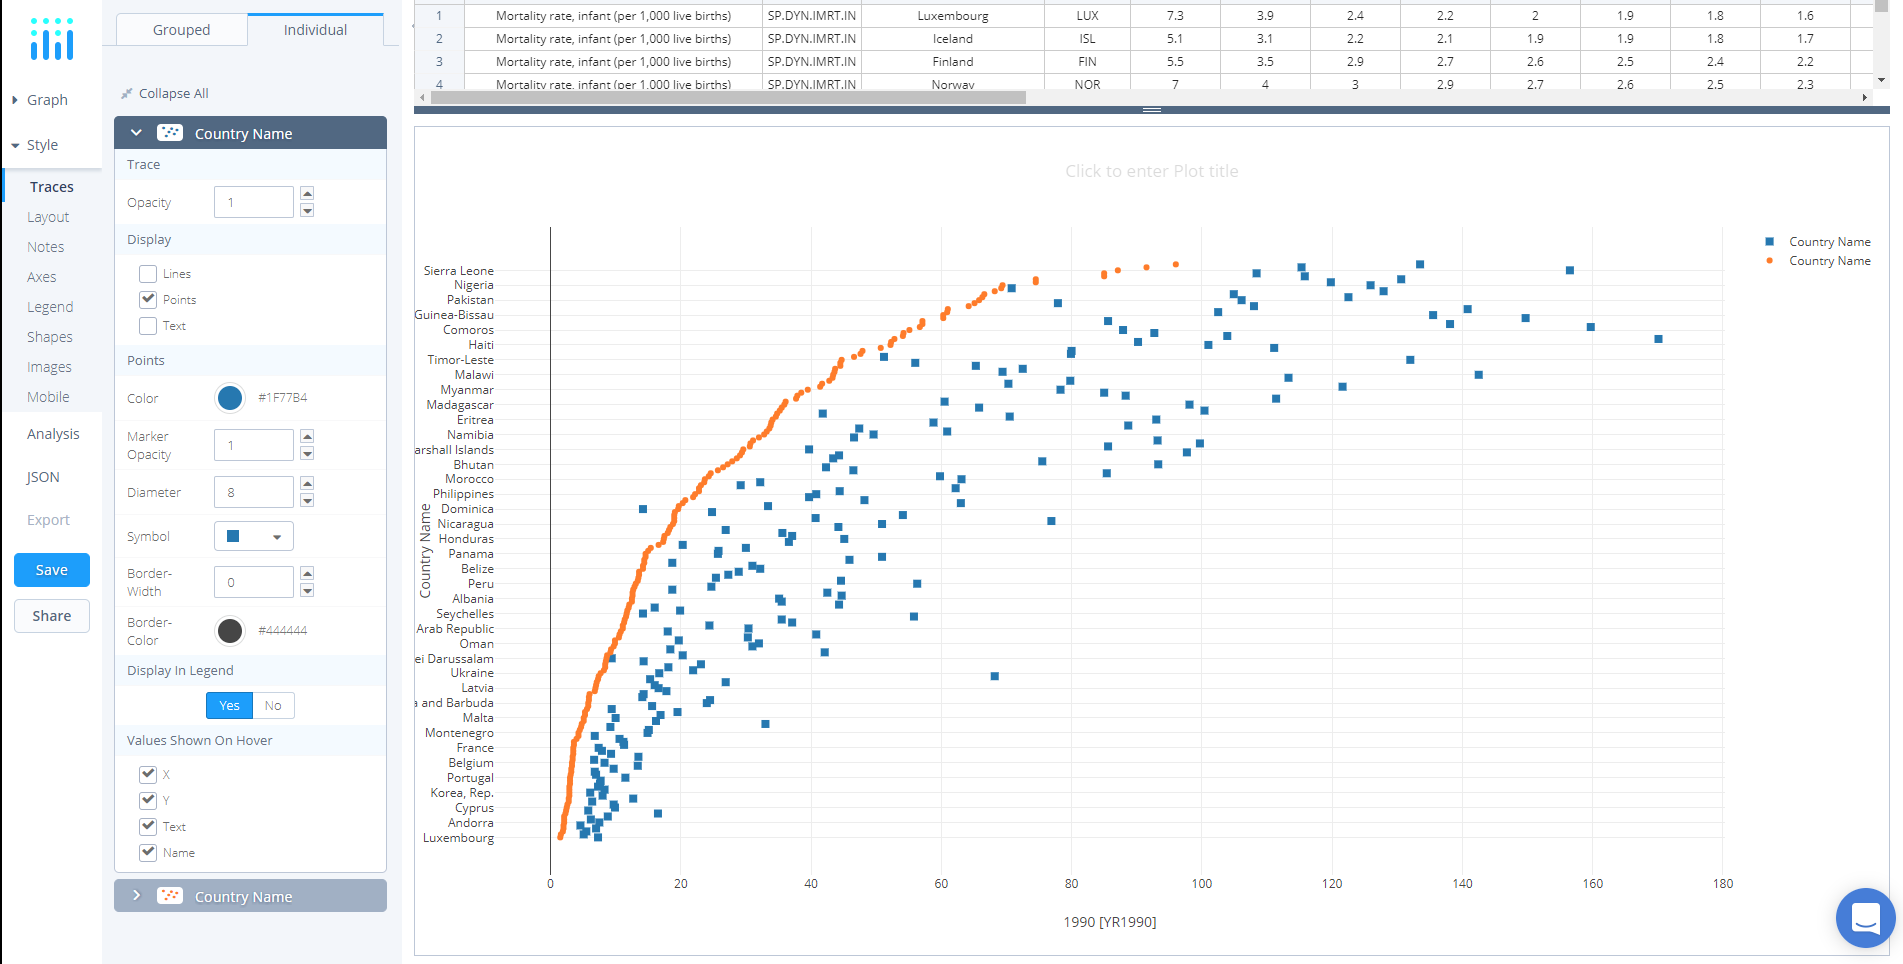 Grouped
Individual
Collapse All
Graph
Style
Traces
Layout
Notes
Axes
Legend
Shapes
Images
Mobile
Analysis
JSON
Export
Save
Share
Country Name
Trace
Opacity 1
Display
Lines
Points
Text
Points
Color #1F77B4
Marker
Opacity 1
Diameter 8
Symbol
Border-
Width 0
Border-
Color #444444
Display In Legend
Yes No
Values Shown On Hover
X
Y
Text
Name
Country Name
1 Mortality rate, infant (per 1,000 live births) SP.DYN.IMRT.IN Luxembourg LUX 7.3 3.9 2.4 2.2 2 1.9 1.8 1.6
2 Mortality rate, infant (per 1,000 live births) SP.DYN.IMRT.IN Iceland ISL 5.1 3.1 2.2 2.1 1.9 1.9 1.8 1.7
3 Mortality rate, infant (per 1,000 live births) SP.DYN.IMRT.IN Finland FIN 5.5 3.5 2.9 2.7 2.6 2.5 2.4 2.2
4 Mortality rate, infant (per 1,000 live births) SP.DYN.IMRT.IN Norway NOR 7 4 3 2.9 2.7 2.6 2.5 2.3
Click to enter Plot title
Country Name
Country Name
Sierra Leone
Nigeria
Pakistan
Guinea-Bissau
Comoros
Haiti
Timor-Leste
Malawi
Myanmar
Madagascar
Eritrea
Namibia
arshall Islands
Bhutan
Morocco
Philippines
Dominica
Nicaragua
Honduras
Panama
Belize
Peru
Albania
Seychelles
Arab Republic
Oman
ei Darussalam
Ukraine
Latvia
a and Barbuda
Malta
Montenegro
France
Belgium
Portugal
Korea, Rep.
Cyprus
Andorra
Luxembourg
Country Name
0 20 40 60 80 100 120 140 160 180
1990 [YR1990]